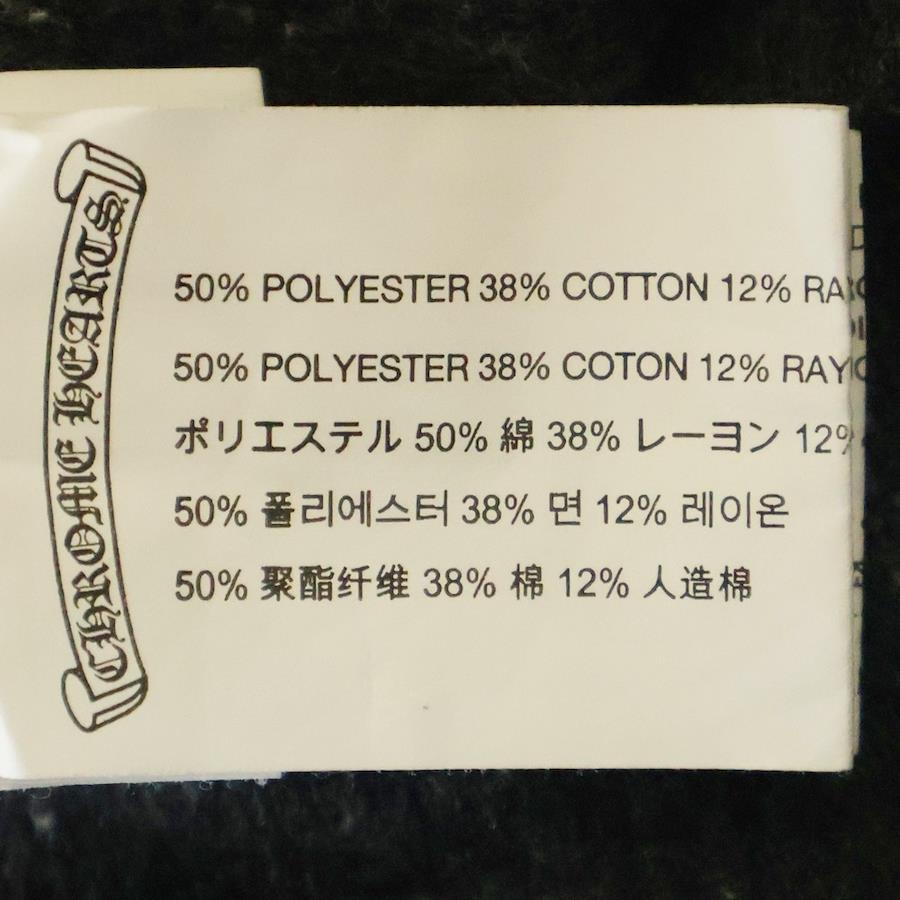 CHROME HEARTS
50% POLYESTER 38% COTTON 12%
50% POLYESTER 38% COTON 12%
ポリエステル 50% 綿 38% レーヨン 12%
50% 폴리에스터 38% 면 12% 레이온
50% 聚酯纤维 38% 棉 12% 人造棉